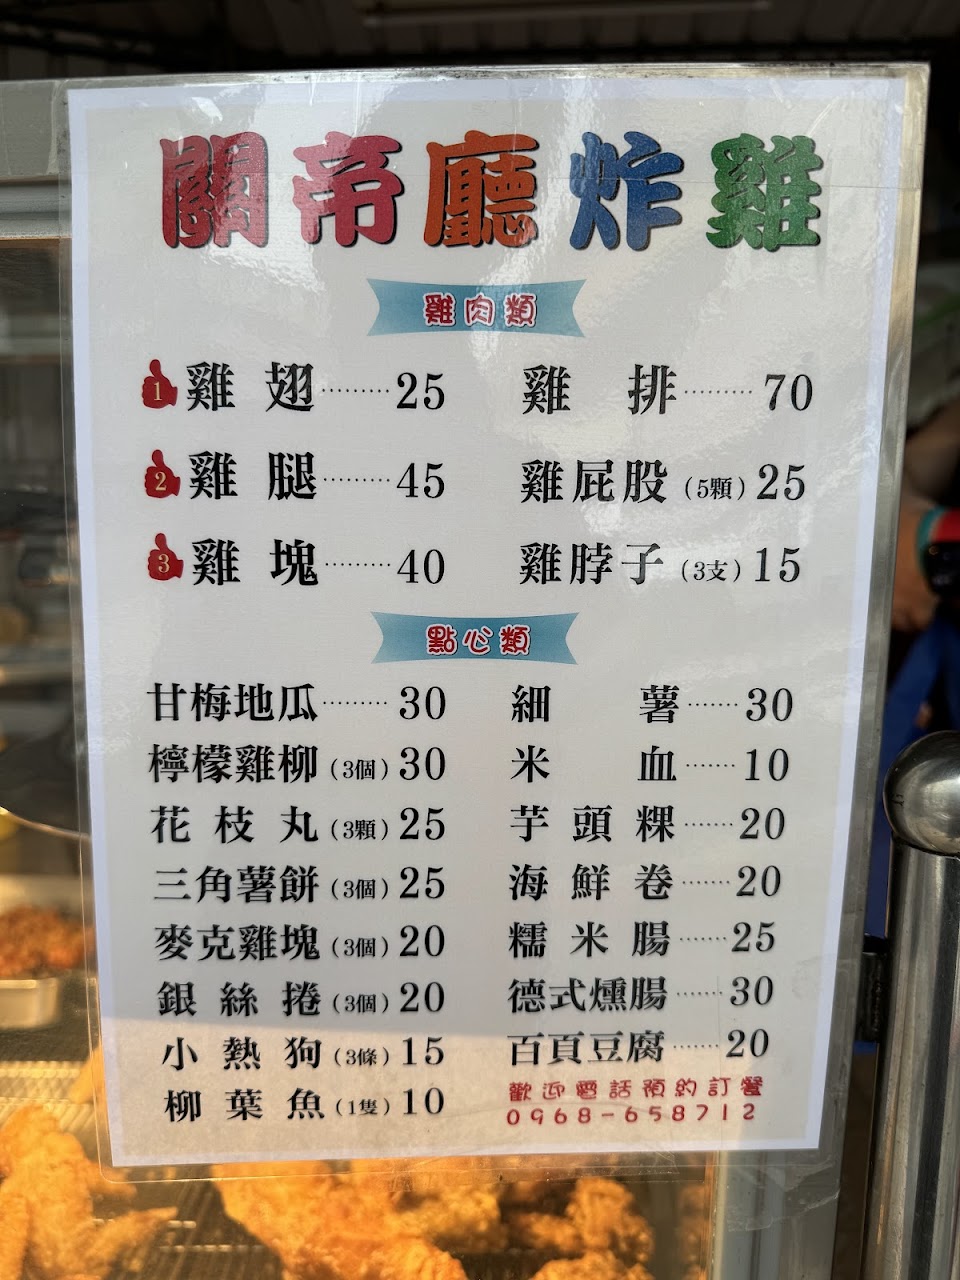 關帝廳炸雞
雞肉類
1 雞翅⋯⋯⋯25 雞排⋯⋯⋯70
2 雞腿⋯⋯⋯45 雞屁股(5顆)25
3 雞塊⋯⋯⋯40 雞脖子(3支)15
點心類
甘梅地瓜⋯⋯⋯30 細薯⋯⋯30
檸檬雞柳(3個)30 米血⋯⋯10
花枝丸(3顆)25 芋頭粿⋯⋯20
三角薯餅(3個)25 海鮮卷⋯⋯20
麥克雞塊(3個)20 糯米腸⋯⋯25
銀絲捲(3個)20 德式燻腸⋯⋯30
小熱狗(3條)15 百頁豆腐⋯⋯20
柳葉魚(1隻)10 歡迎電話預約訂餐
0968-658712